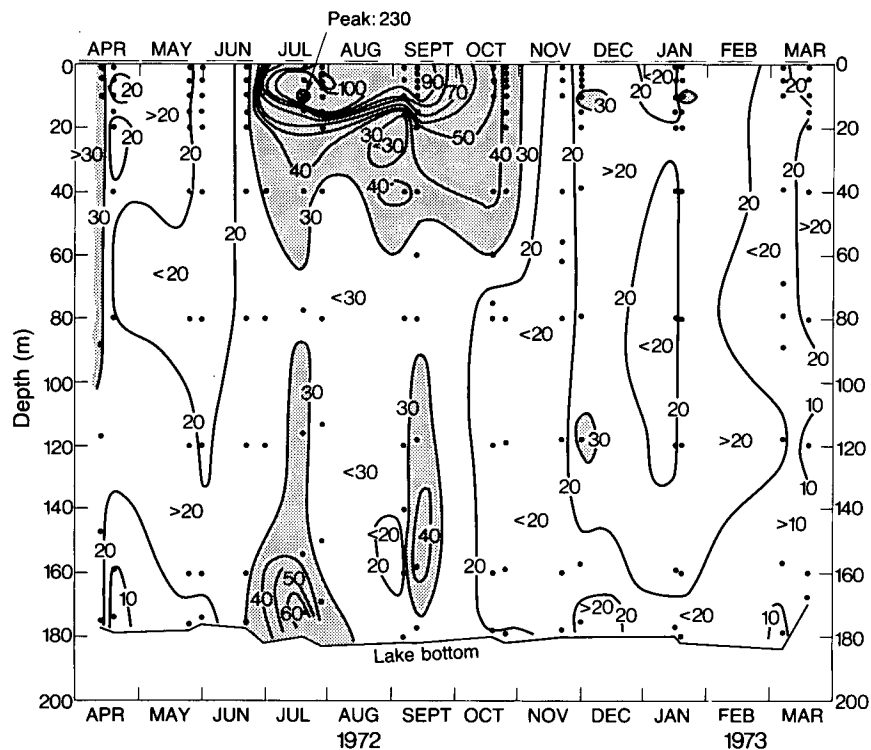 Peak: 230
APR MAY JUN JUL AUG SEPT OCT NOV DEC JAN FEB MAR
0 20 <100 90 70 <30 20 <20 20 0
20 >20 20 30 <30 50 20
>30 20 20 40 40 30 20 >30
40 30 40 30 20 >20 40
60 20 <20 20 <20 60
<20 <30 20
80 <20 <20 20 80
100 30 30 20 10 100
120 20 <30 30 >20 120
140 >20 <20 40 <20 20 10 >10 140
160 20 10 40 50 60 20 20 160
180 >20 20 <20 10 180
Lake bottom
200 200
APR MAY JUN JUL AUG SEPT OCT NOV DEC JAN FEB MAR
1972 1973
Depth (m)